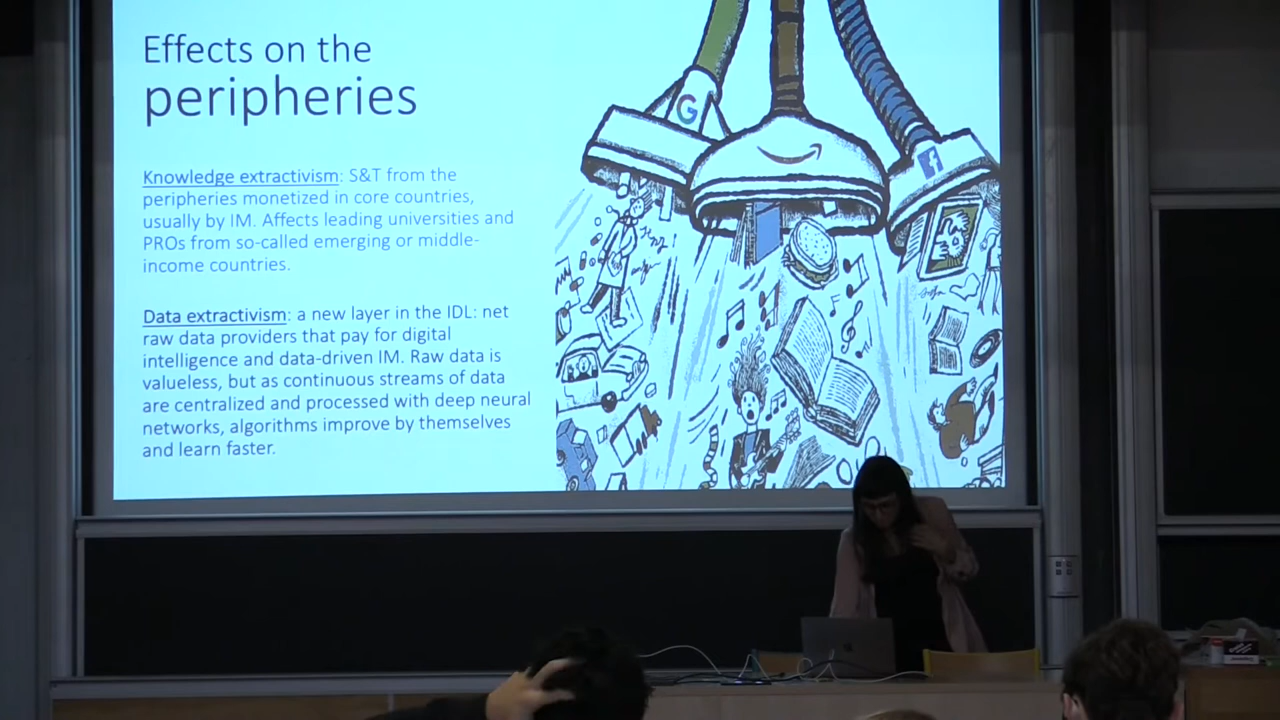 Effects on the
peripheries
Knowledge extractivism: S&T from the
peripheries monetized in core countries,
usually by IM. Affects leading universities and
PROs from so-called emerging or middle-
income countries.
Data extractivism: a new layer in the IDL: net
raw data providers that pay for digital
intelligence and data-driven IM. Raw data is
valueless, but as continuous streams of data
are centralized and processed with deep neural
networks, algorithms improve by themselves
and learn faster.
G
f